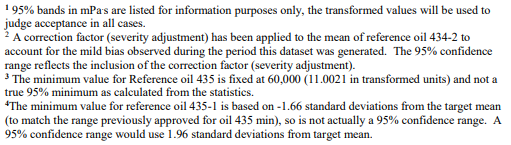 ¹ 95% bands in mPa s are listed for information purposes only, the transformed values will be used to
judge acceptance in all cases.
² A correction factor (severity adjustment) has been applied to the mean of reference oil 434-2 to
account for the mild bias observed during the period this dataset was generated.  The 95% confidence
range reflects the inclusion of the correction factor (severity adjustment).
³ The minimum value for Reference oil 435 is fixed at 60,000 (11.0021 in transformed units) and not a
true 95% minimum as calculated from the statistics.
⁴The minimum value for reference oil 435-1 is based on -1.66 standard deviations from the target mean
(to match the range previously approved for oil 435 min), so is not actually a 95% confidence range.  A
95% confidence range would use 1.96 standard deviations from target mean.